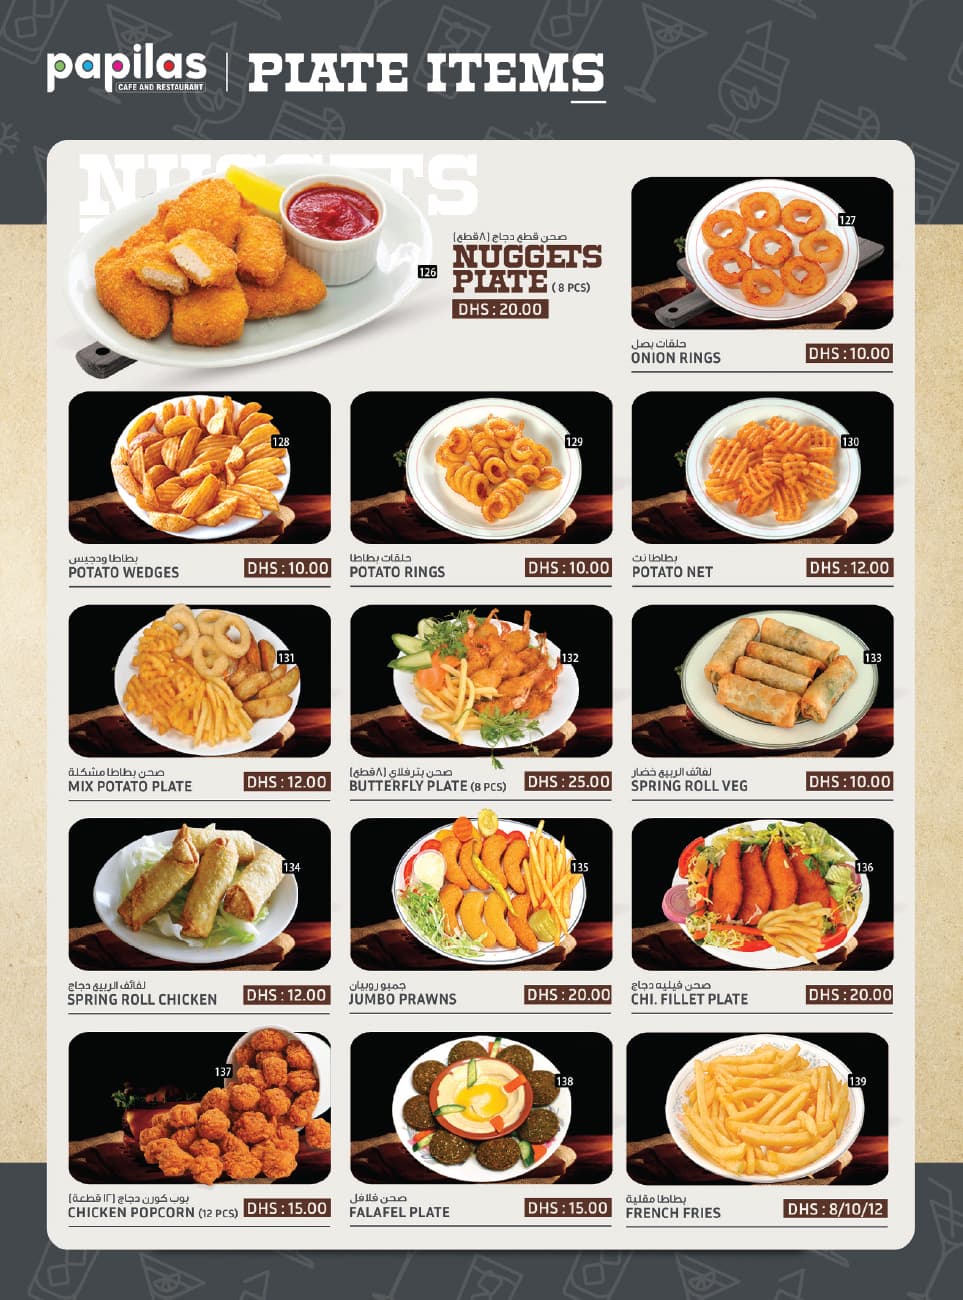 papilas
CAFE AND RESTAURANT
PLATE ITEMS
NUGGETS
126
صحن قطع دجاج (٨قطع)
NUGGETS
PLATE (8 PCS)
DHS : 20.00
127
حلقات بصل
ONION RINGS
DHS : 10.00
128
بطاطا ودجيس
POTATO WEDGES
DHS : 10.00
129
حلقات بطاطا
POTATO RINGS
DHS : 10.00
130
بطاطا نت
POTATO NET
DHS : 12.00
131
صحن بطاطا مشكلة
MIX POTATO PLATE
DHS : 12.00
132
صحن بترفلاي (٨قطع)
BUTTERFLY PLATE (8 PCS)
DHS : 25.00
133
لفائف الربيع خضار
SPRING ROLL VEG
DHS : 10.00
134
لفائف الربيع دجاج
SPRING ROLL CHICKEN
DHS : 12.00
135
جمبو روبيان
JUMBO PRAWNS
DHS : 20.00
136
صحن فيليه دجاج
CHI. FILLET PLATE
DHS : 20.00
137
بوب كورن دجاج (١٢ قطعة)
CHICKEN POPCORN (12 PCS)
DHS : 15.00
138
صحن فلافل
FALAFEL PLATE
DHS : 15.00
139
بطاطا مقلية
FRENCH FRIES
DHS : 8/10/12